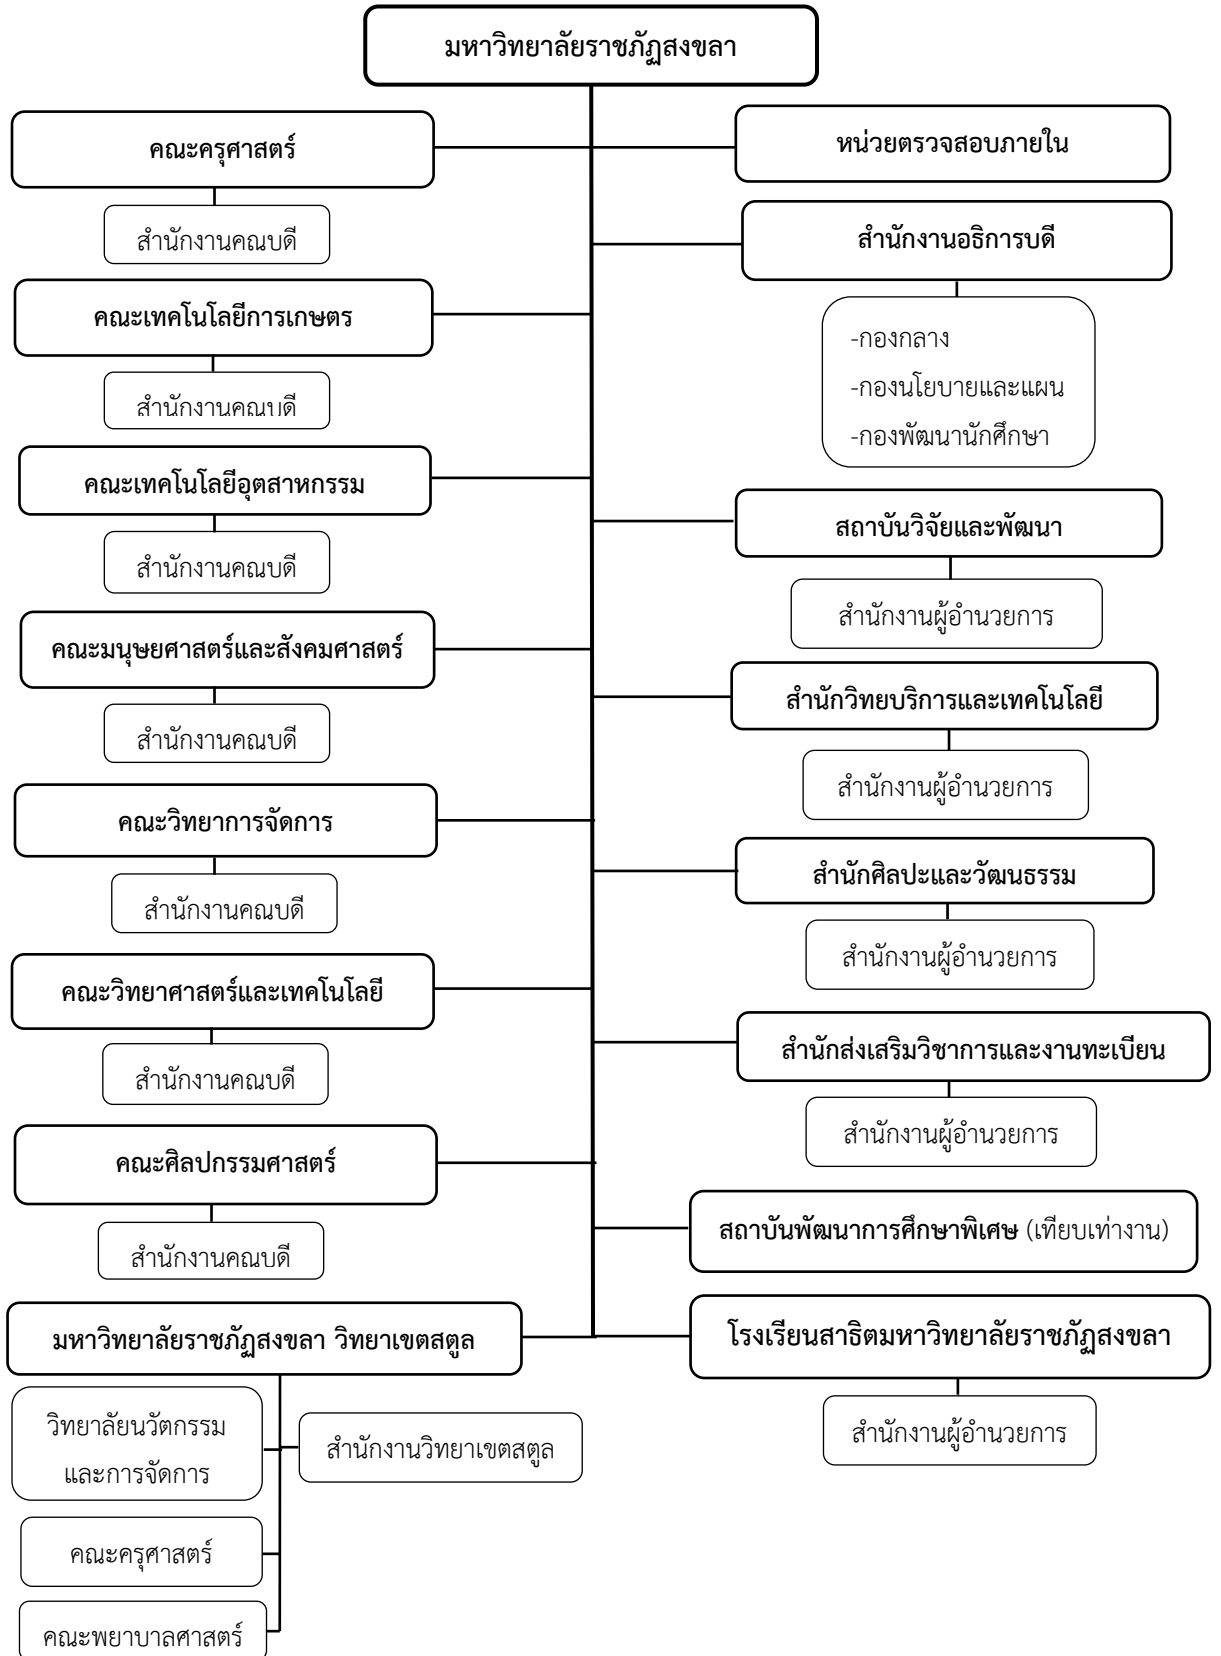 มหาวิทยาลัยราชภัฏสงขลา
คณะครุศาสตร์
สำนักงานคณบดี
คณะเทคโนโลยีการเกษตร
สำนักงานคณบดี
คณะเทคโนโลยีอุตสาหกรรม
สำนักงานคณบดี
คณะมนุษยศาสตร์และสังคมศาสตร์
สำนักงานคณบดี
คณะวิทยาการจัดการ
สำนักงานคณบดี
คณะวิทยาศาสตร์และเทคโนโลยี
สำนักงานคณบดี
คณะศิลปกรรมศาสตร์
สำนักงานคณบดี
มหาวิทยาลัยราชภัฏสงขลา วิทยาเขตสตูล
วิทยาลัยนวัตกรรม
และการจัดการ
สำนักงานวิทยาเขตสตูล
คณะครุศาสตร์
คณะพยาบาลศาสตร์
หน่วยตรวจสอบภายใน
สำนักงานอธิการบดี
-กองกลาง
-กองนโยบายและแผน
-กองพัฒนานักศึกษา
สถาบันวิจัยและพัฒนา
สำนักงานผู้อำนวยการ
สำนักวิทยบริการและเทคโนโลยี
สำนักงานผู้อำนวยการ
สำนักศิลปะและวัฒนธรรม
สำนักงานผู้อำนวยการ
สำนักส่งเสริมวิชาการและงานทะเบียน
สำนักงานผู้อำนวยการ
สถาบันพัฒนาการศึกษาพิเศษ (เทียบเท่างาน)
โรงเรียนสาธิตมหาวิทยาลัยราชภัฏสงขลา
สำนักงานผู้อำนวยการ